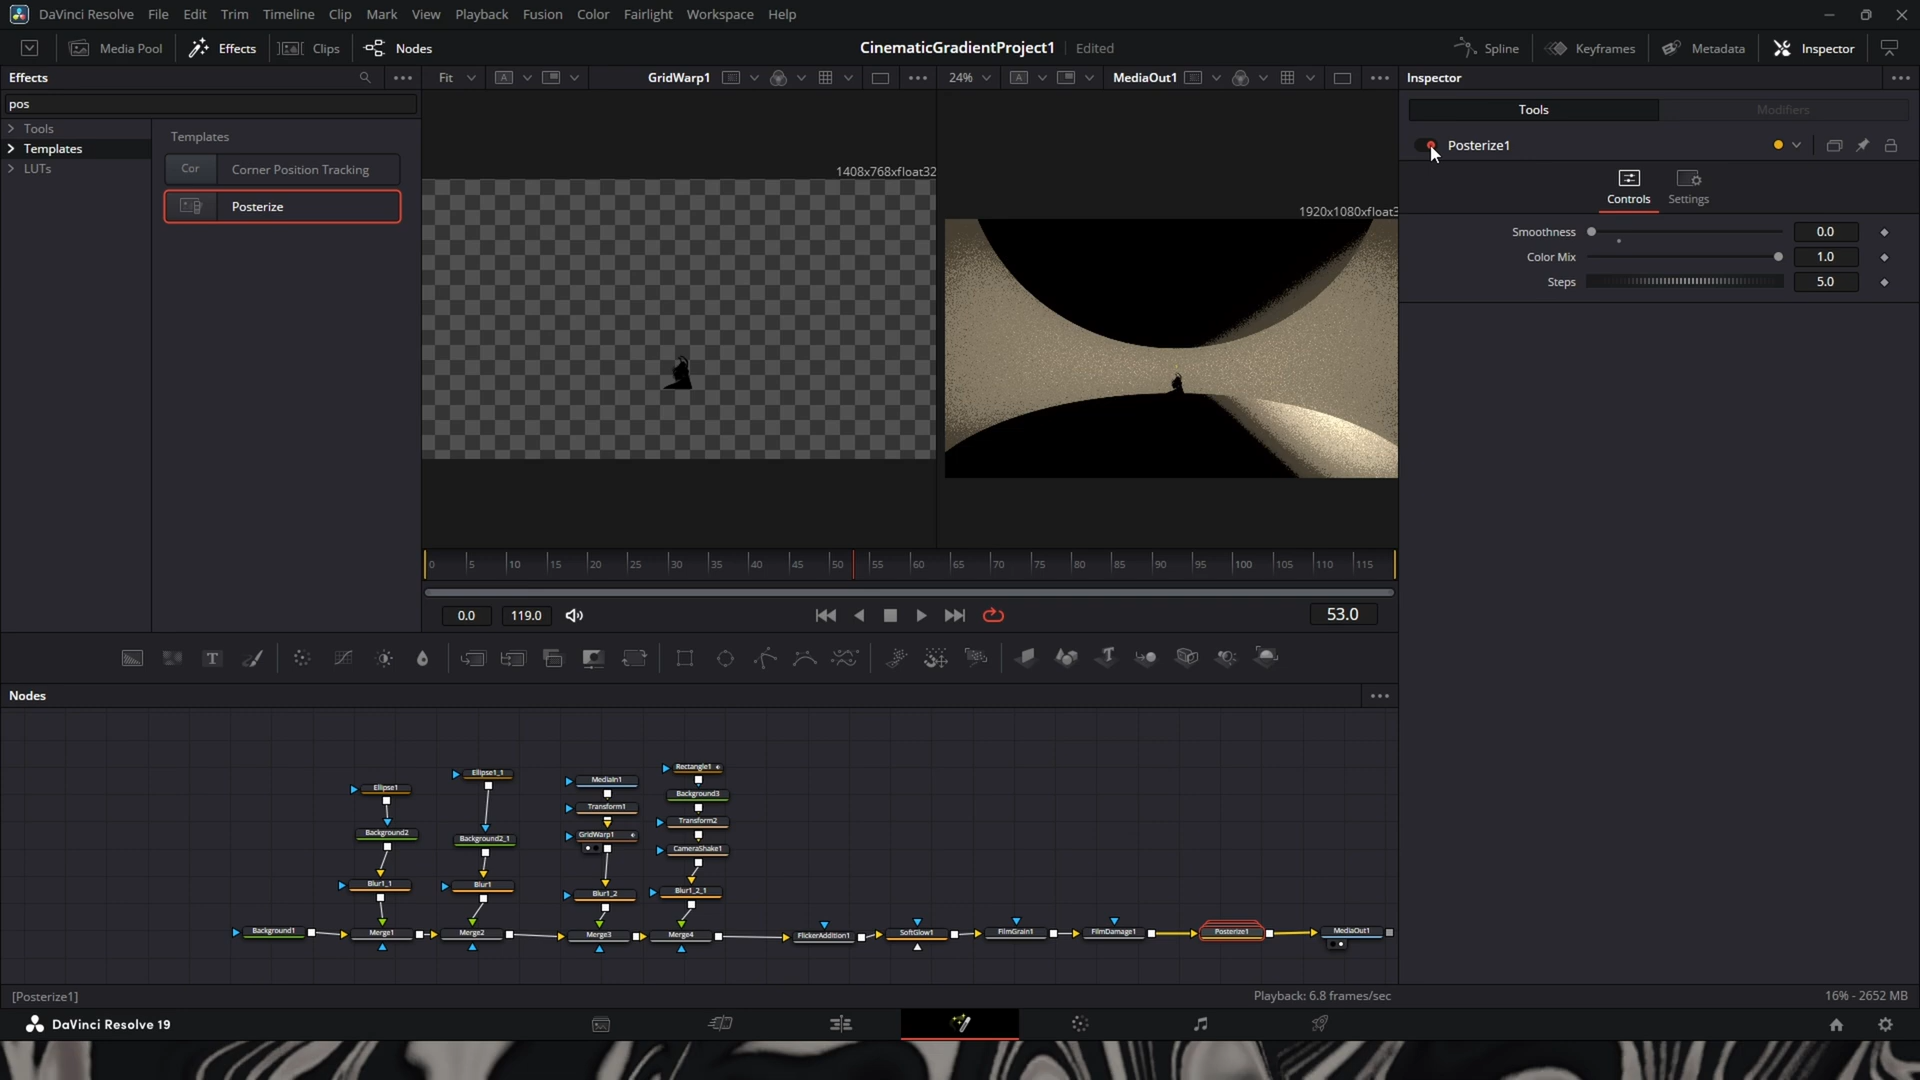 DaVinci Resolve File Edit Trim Timeline Clip Mark View Playback Fusion Color Fairlight Workspace Help
Media Pool Effects Clips Nodes CinematicGradientProject1 Edited Spline Keyframes Metadata Inspector
Effects Fit GridWarp1 24% MediaOut1 Inspector
pos
Tools
Templates
LUTs
Templates
Cor Corner Position Tracking
Posterize
1408x768xfloat32
1920x1080xfloat3
Tools Modifiers
Posterize1
Controls Settings
Smoothness 0.0
Color Mix 1.0
Steps 5.0
0 5 10 15 20 25 30 35 40 45 50 55 60 65 70 75 80 85 90 95 100 105 110 115
0.0 119.0 53.0
Nodes
Rectangle1
Ellipse1_1
MediaIn1
Ellipse1
Background3
Transform1
Transform2
Background2
GridWarp1
Background2_1
CameraShake1
Blur1_1
Blur1
Blur1_2
Blur1_2_1
Background1 Merge1 Merge2 Merge3 Merge4 FlickerAddition1 SoftGlow1 FilmGrain1 FilmDamage1 Posterize1 MediaOut1
[Posterize1] Playback: 6.8 frames/sec 16% - 2652 MB
DaVinci Resolve 19